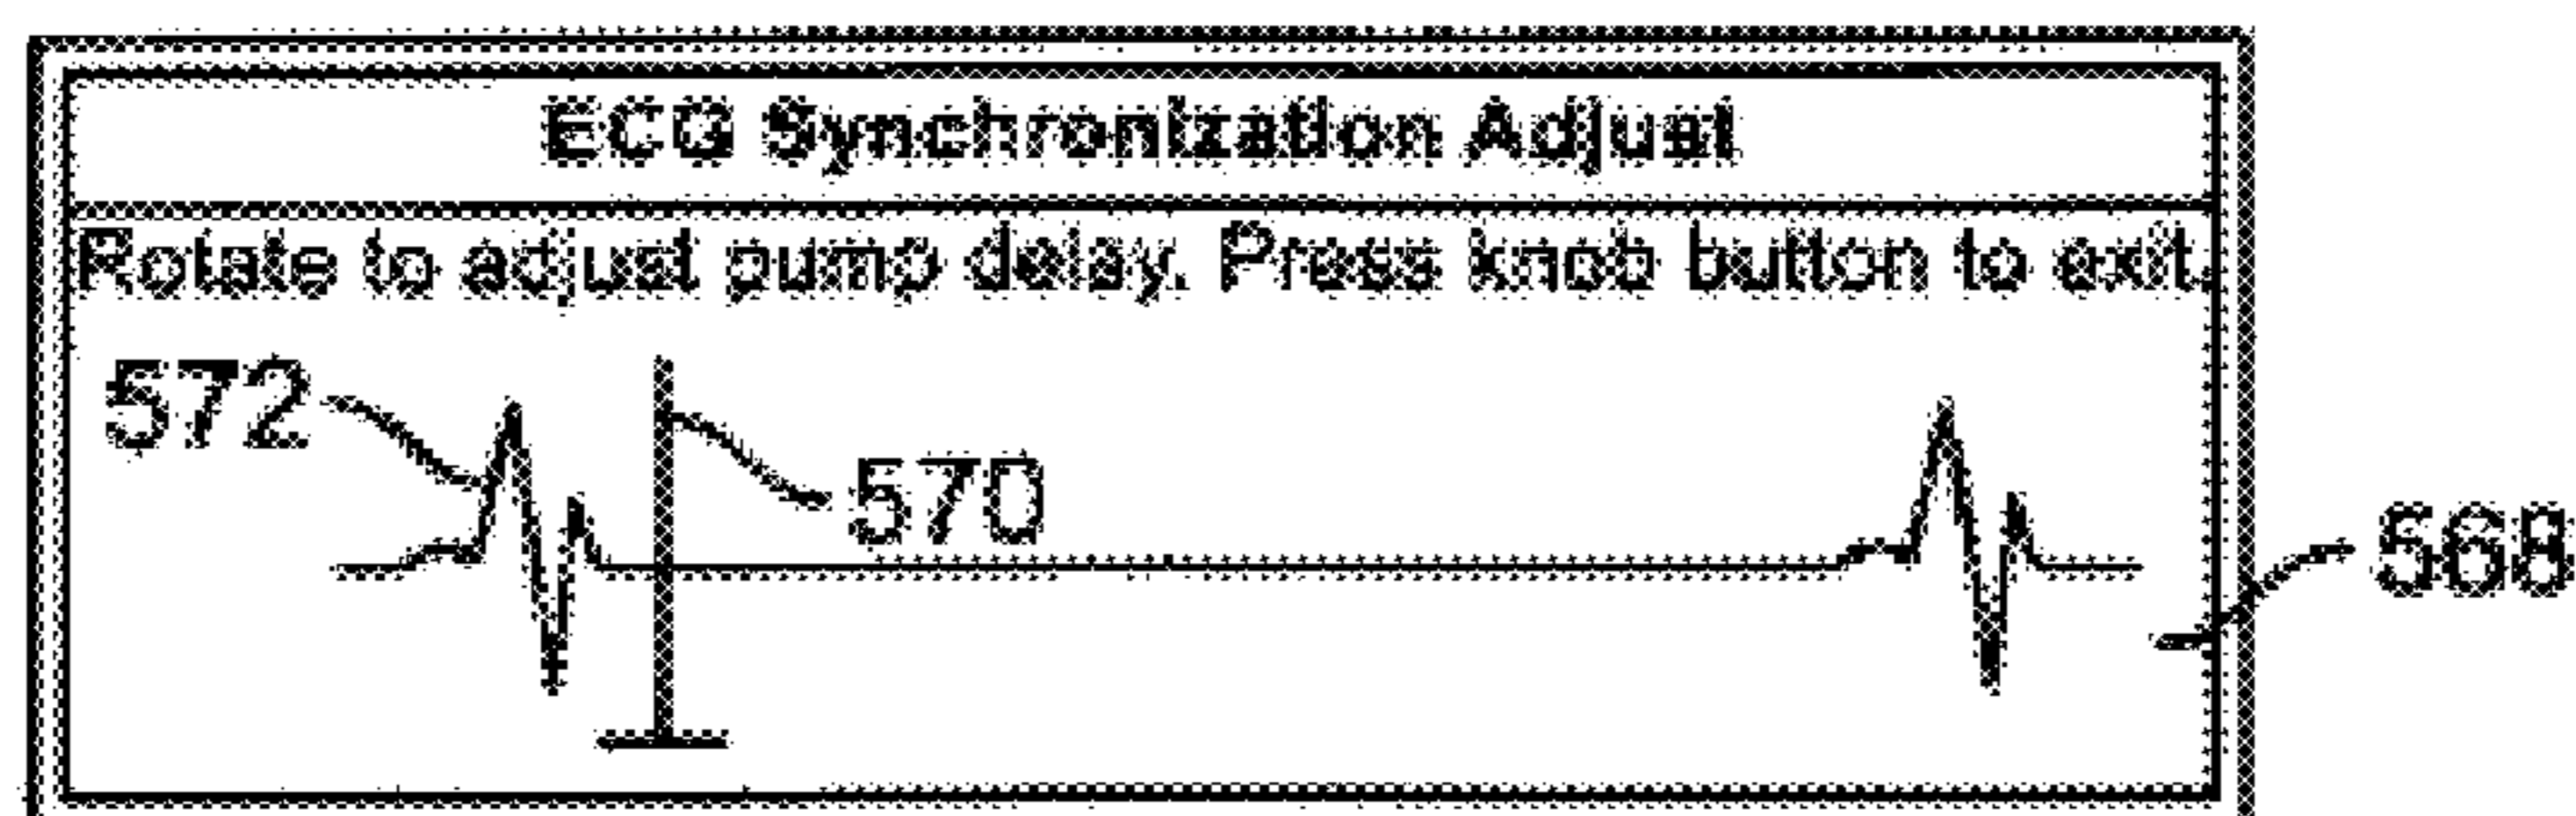 ECG Synchronization Adjust
Rotate to adjust pump delay. Press knob button to exit.
572
570
568